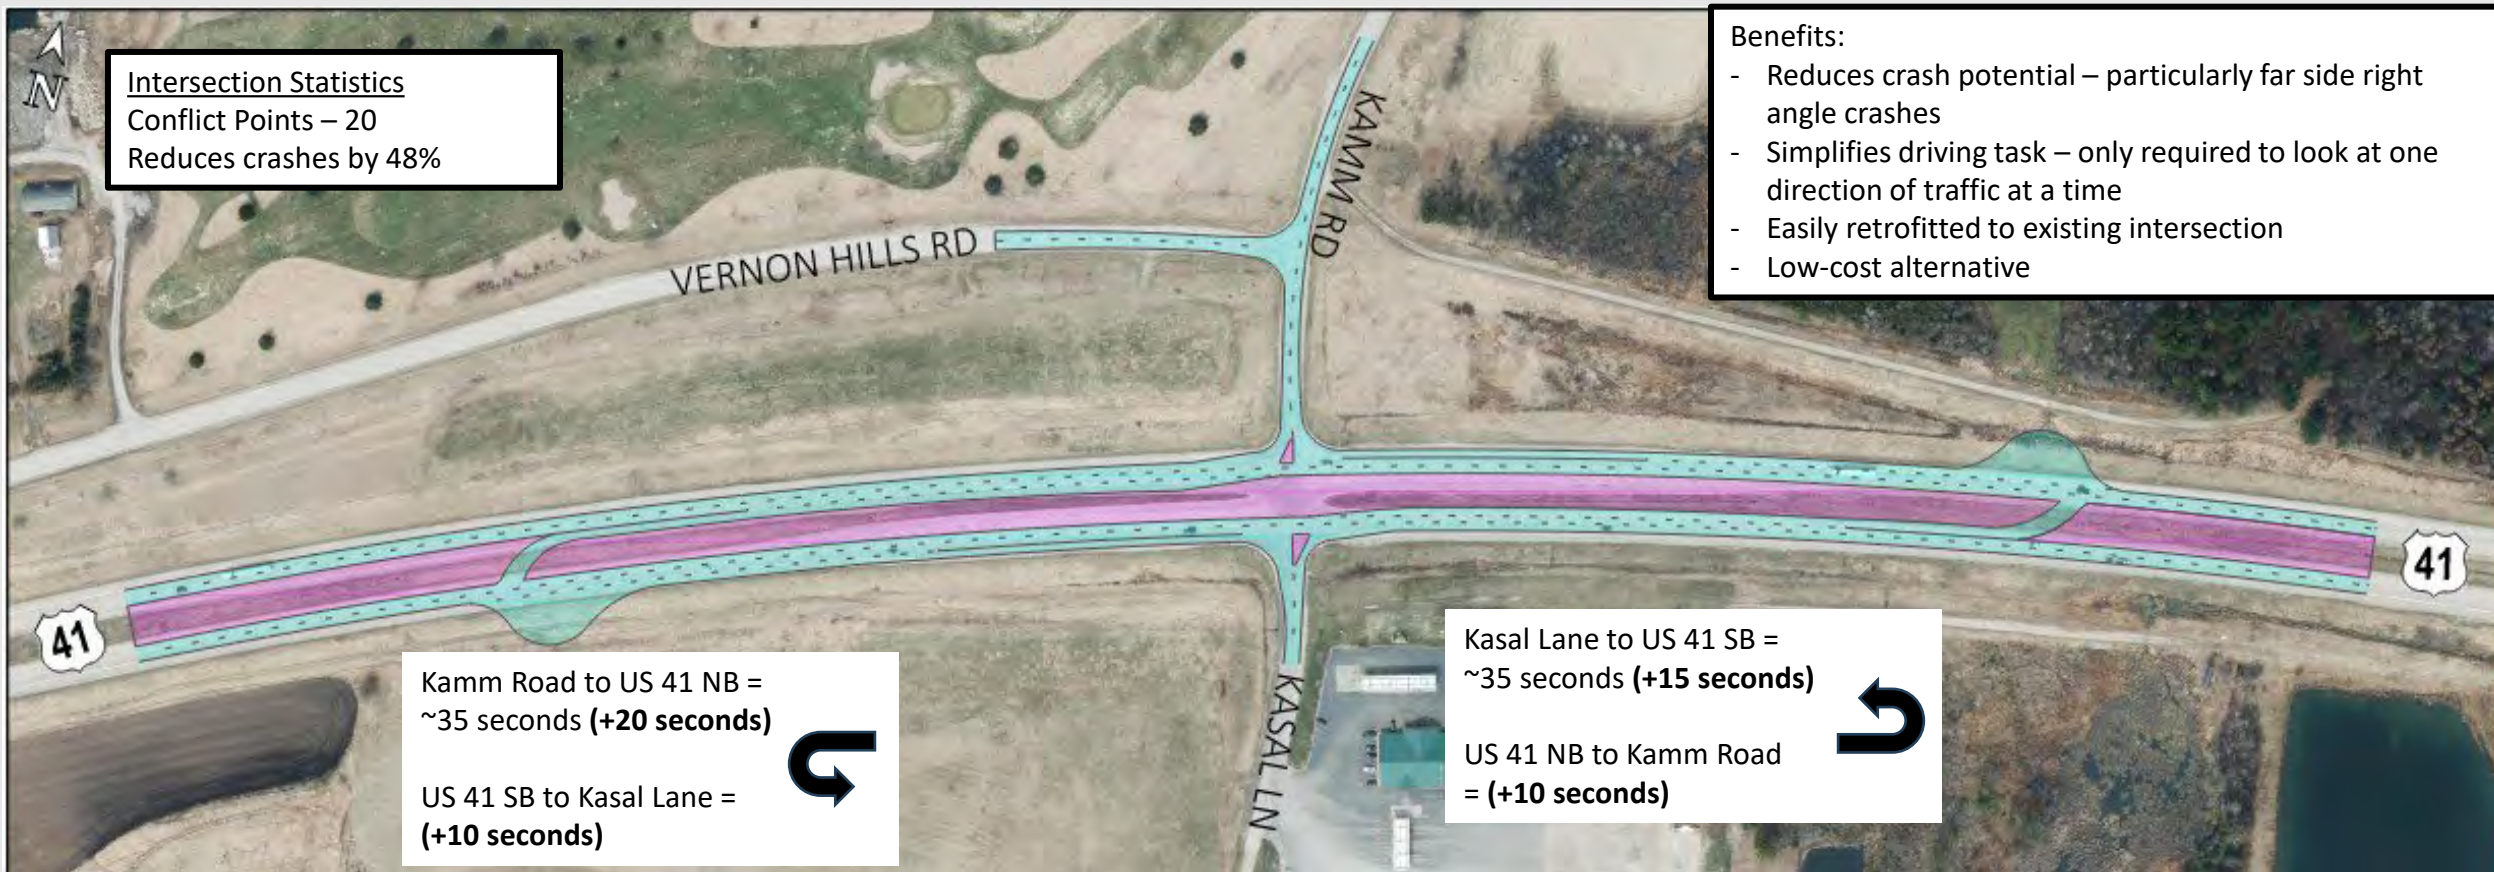 N
Intersection Statistics
Conflict Points – 20
Reduces crashes by 48%
Benefits:
- Reduces crash potential – particularly far side right
angle crashes
- Simplifies driving task – only required to look at one
direction of traffic at a time
- Easily retrofitted to existing intersection
- Low-cost alternative
KAMM RD
VERNON HILLS RD
41
41
KASAL LN
Kamm Road to US 41 NB =
~35 seconds (+20 seconds)
US 41 SB to Kasal Lane =
(+10 seconds)
Kasal Lane to US 41 SB =
~35 seconds (+15 seconds)
US 41 NB to Kamm Road
= (+10 seconds)